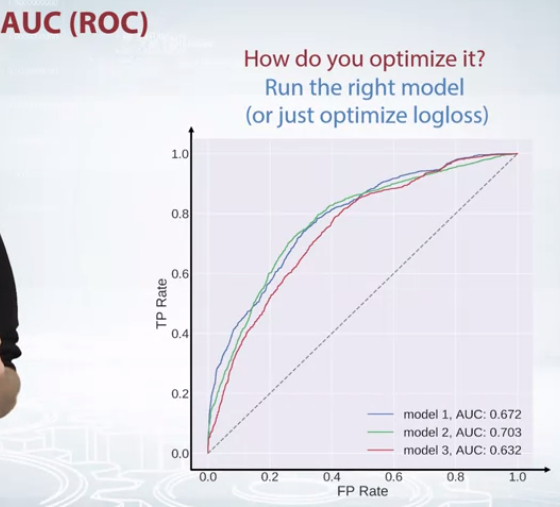 AUC (ROC)
How do you optimize it?
Run the right model
(or just optimize logloss)
1.0
0.8
0.6
0.4
0.2
0.0
TP Rate
model 1, AUC: 0.672
model 2, AUC: 0.703
model 3, AUC: 0.632
0.0 0.2 0.4 0.6 0.8 1.0
FP Rate